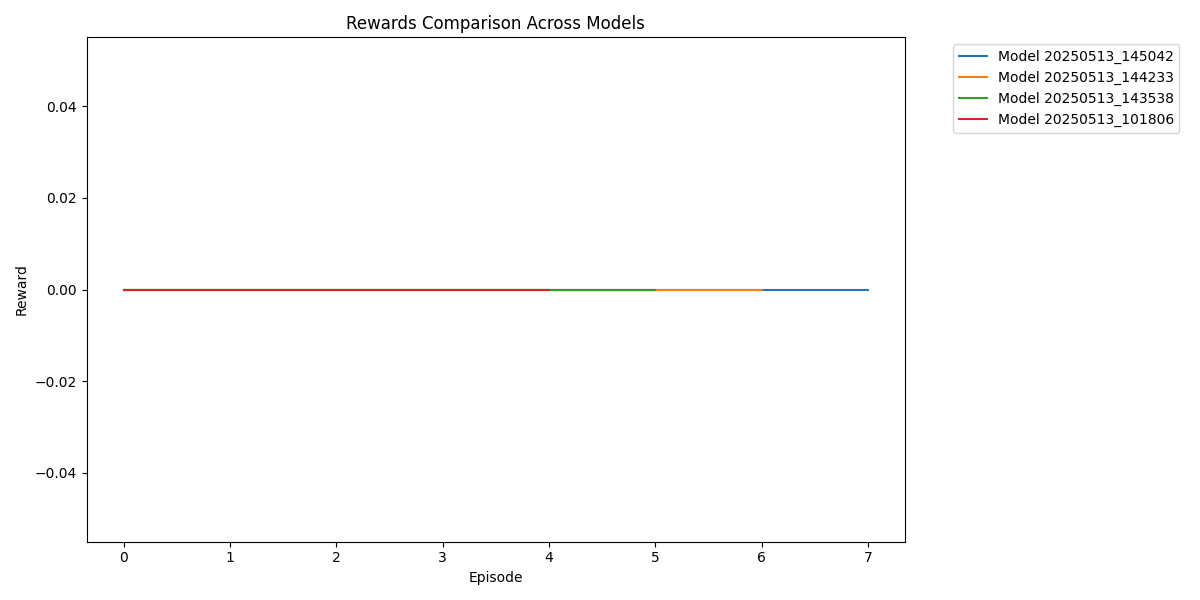 Rewards Comparison Across Models
Model 20250513_145042
Model 20250513_144233
Model 20250513_143538
Model 20250513_101806
Reward
0.04
0.02
0.00
−0.02
−0.04
0 1 2 3 4 5 6 7
Episode